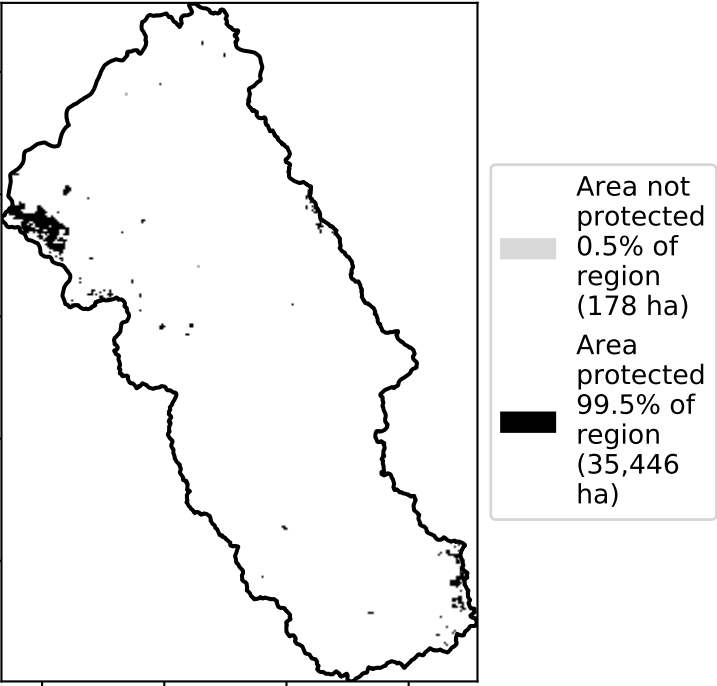 Area not
protected
0.5% of
region
(178 ha)
Area
protected
99.5% of
region
(35,446
ha)